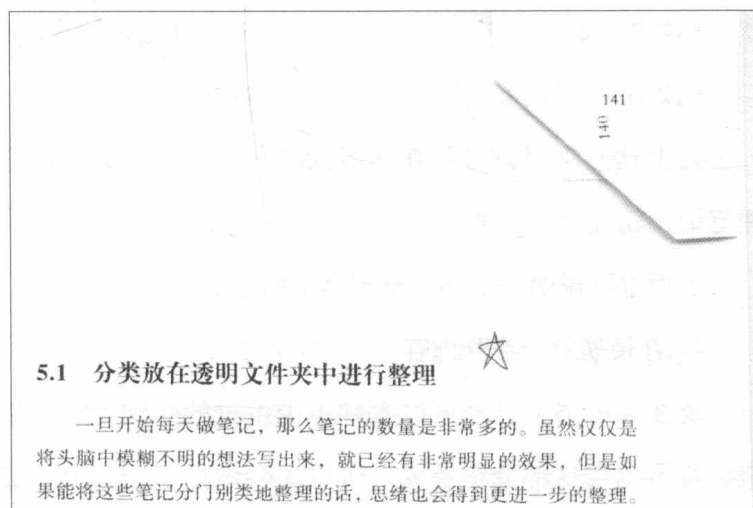 141
140
5.1 分类放在透明文件夹中进行整理
一旦开始每天做笔记，那么笔记的数量是非常多的。虽然仅仅是
将头脑中模糊不明的想法写出来，就已经有非常明显的效果，但是如
果能将这些笔记分门别类地整理的话，思绪也会得到更进一步的整理。